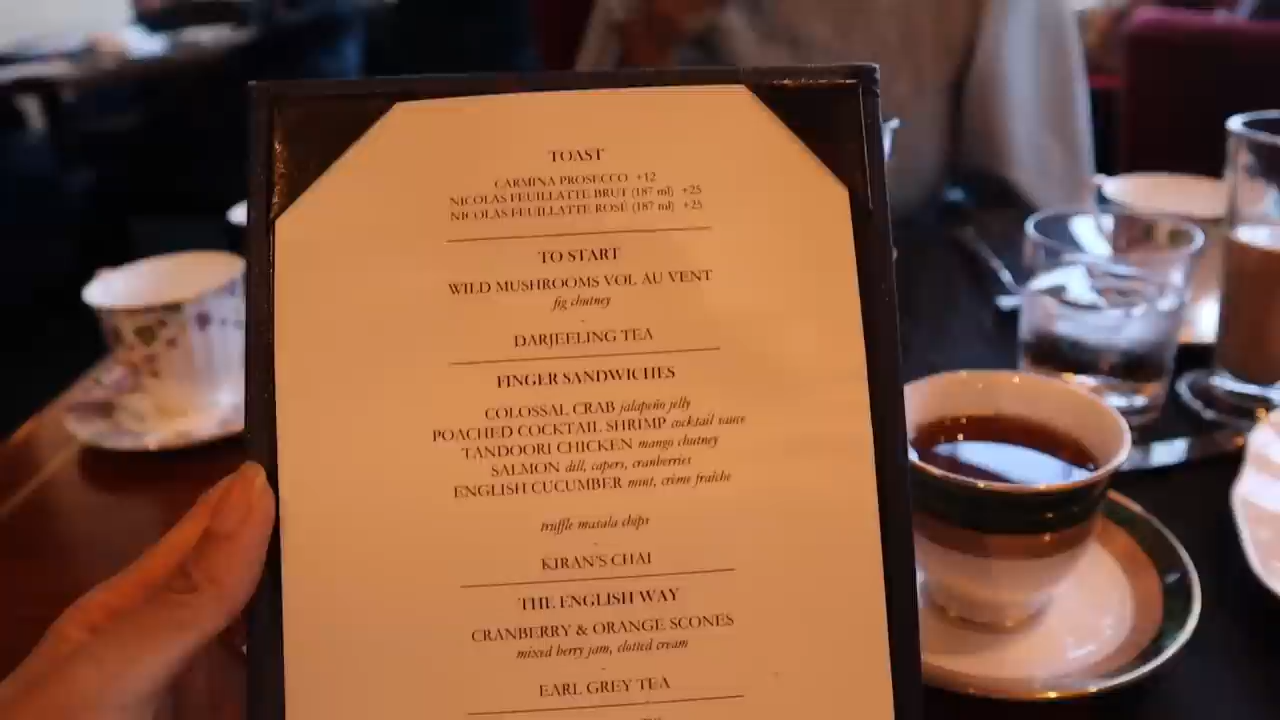 TOAST
CARMINA PROSECCO +12
NICOLAS FEUILLATTE BRUT (187 ml) +25
NICOLAS FEUILLATTE ROSÉ (187 ml) +25
TO START
WILD MUSHROOMS VOL AU VENT
fig chutney
-
DARJEELING TEA
FINGER SANDWICHES
COLOSSAL CRAB jalapeño jelly
POACHED COCKTAIL SHRIMP cocktail sauce
TANDOORI CHICKEN mango chutney
SALMON dill, capers, cranberries
ENGLISH CUCUMBER mint, crème fraîche
truffle masala chips
-
KIRAN'S CHAI
THE ENGLISH WAY
CRANBERRY & ORANGE SCONES
mixed berry jam, clotted cream
-
EARL GREY TEA